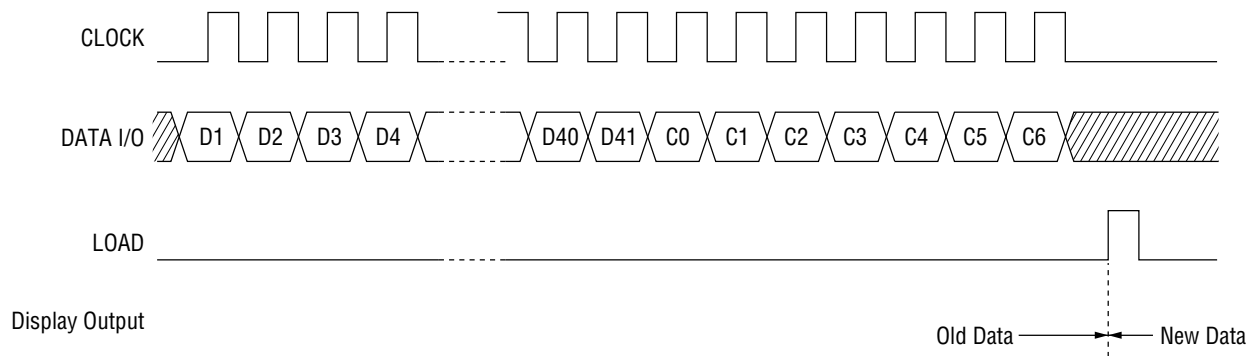 CLOCK
DATA I/O D1 D2 D3 D4 D40 D41 C0 C1 C2 C3 C4 C5 C6
LOAD
Display Output
Old Data New Data